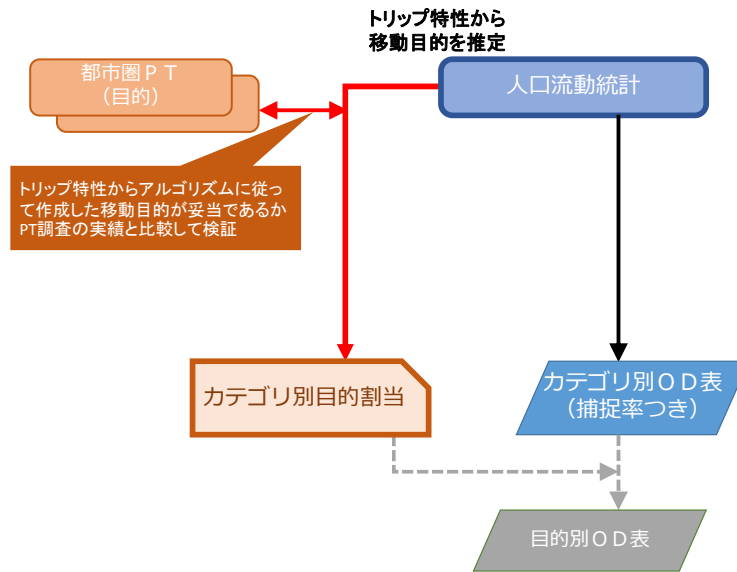 トリップ特性から
移動目的を推定
都市圏ＰＴ
（目的）
人口流動統計
トリップ特性からアルゴリズムに従っ
て作成した移動目的が妥当であるか
PT調査の実績と比較して検証
カテゴリ別目的割当
カテゴリ別ＯＤ表
（捕捉率つき）
目的別ＯＤ表